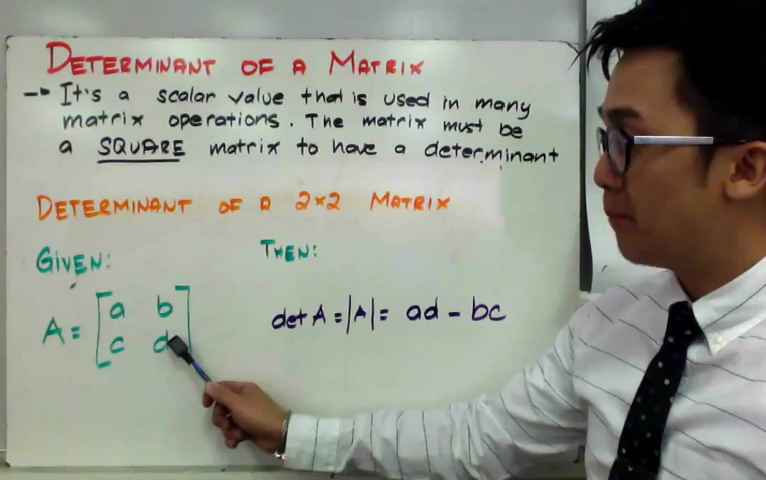 DETERMINANT OF A MATRIX
→ It's a scalar value that is used in many
matrix operations. The matrix must be
a SQUARE matrix to have a determinant
DETERMINANT OF A 2×2 MATRIX
GIVEN: THEN:
A = [a b
c d] det A = |A| = ad - bc